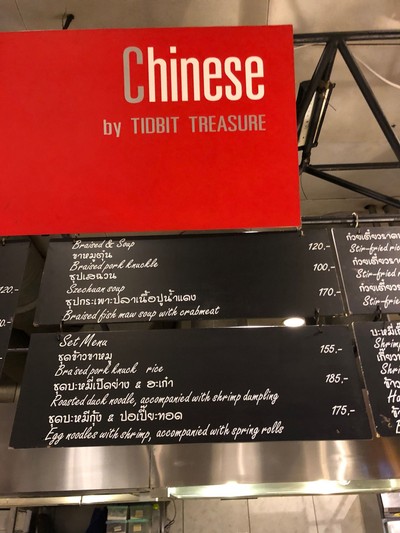 Chinese
by TIDBIT TREASURE
Braised & Soup
ขาหมูตุ๋น 120.-
Braised pork knuckle
ซุปเสฉวน 100.-
Szechuan soup
ซุปกระเพาะปลาเนื้อปูน้ำแดง 170.-
Braised fish maw soup with crabmeat
Set Menu
ชุดข้าวขาหมู 155.-
Braised pork knuck rice
ชุดบะหมี่เป็ดย่าง & ฮะเก๋า 185.-
Roasted duck noodle, accompanied with shrimp dumpling
ชุดบะหมี่กุ้ง & ปอเปี๊ยะทอด 175.-
Egg noodles with shrimp, accompanied with spring rolls
20.-
Stir-fried
Stir-fried
Stir-fried